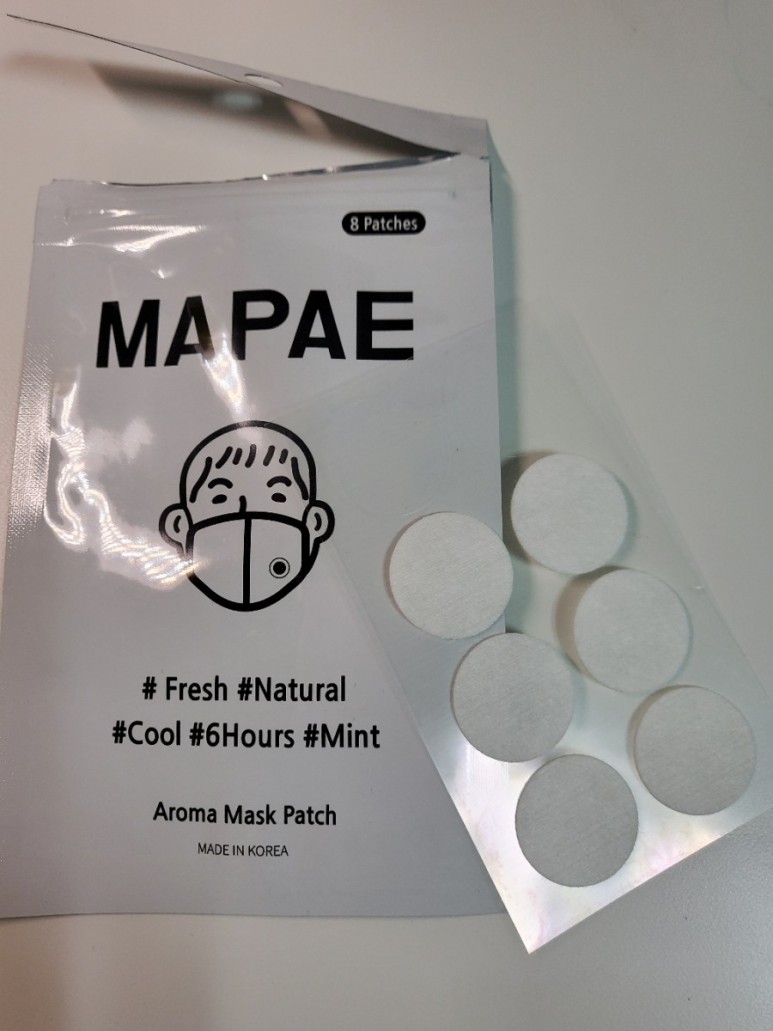 8 Patches
MAPAE
# Fresh #Natural
#Cool #6Hours #Mint
Aroma Mask Patch
MADE IN KOREA